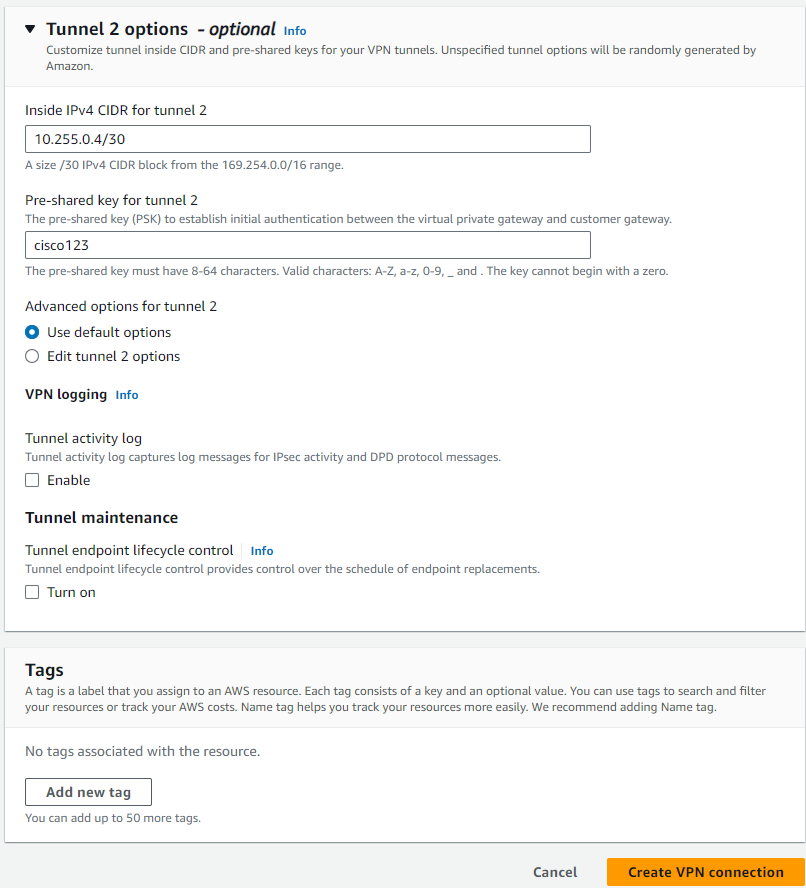 Tunnel 2 options - optional Info
Customize tunnel inside CIDR and pre-shared keys for your VPN tunnels. Unspecified tunnel options will be randomly generated by
Amazon.
Inside IPv4 CIDR for tunnel 2
10.255.0.4/30
A size /30 IPv4 CIDR block from the 169.254.0.0/16 range.
Pre-shared key for tunnel 2
The pre-shared key (PSK) to establish initial authentication between the virtual private gateway and customer gateway.
cisco123
The pre-shared key must have 8-64 characters. Valid characters: A-Z, a-z, 0-9, _ and . The key cannot begin with a zero.
Advanced options for tunnel 2
Use default options
Edit tunnel 2 options
VPN logging Info
Tunnel activity log
Tunnel activity log captures log messages for IPsec activity and DPD protocol messages.
Enable
Tunnel maintenance
Tunnel endpoint lifecycle control Info
Tunnel endpoint lifecycle control provides control over the schedule of endpoint replacements.
Turn on
Tags
A tag is a label that you assign to an AWS resource. Each tag consists of a key and an optional value. You can use tags to search and filter
your resources or track your AWS costs. Name tag helps you track your resources more easily. We recommend adding Name tag.
No tags associated with the resource.
Add new tag
You can add up to 50 more tags.
Cancel Create VPN connection